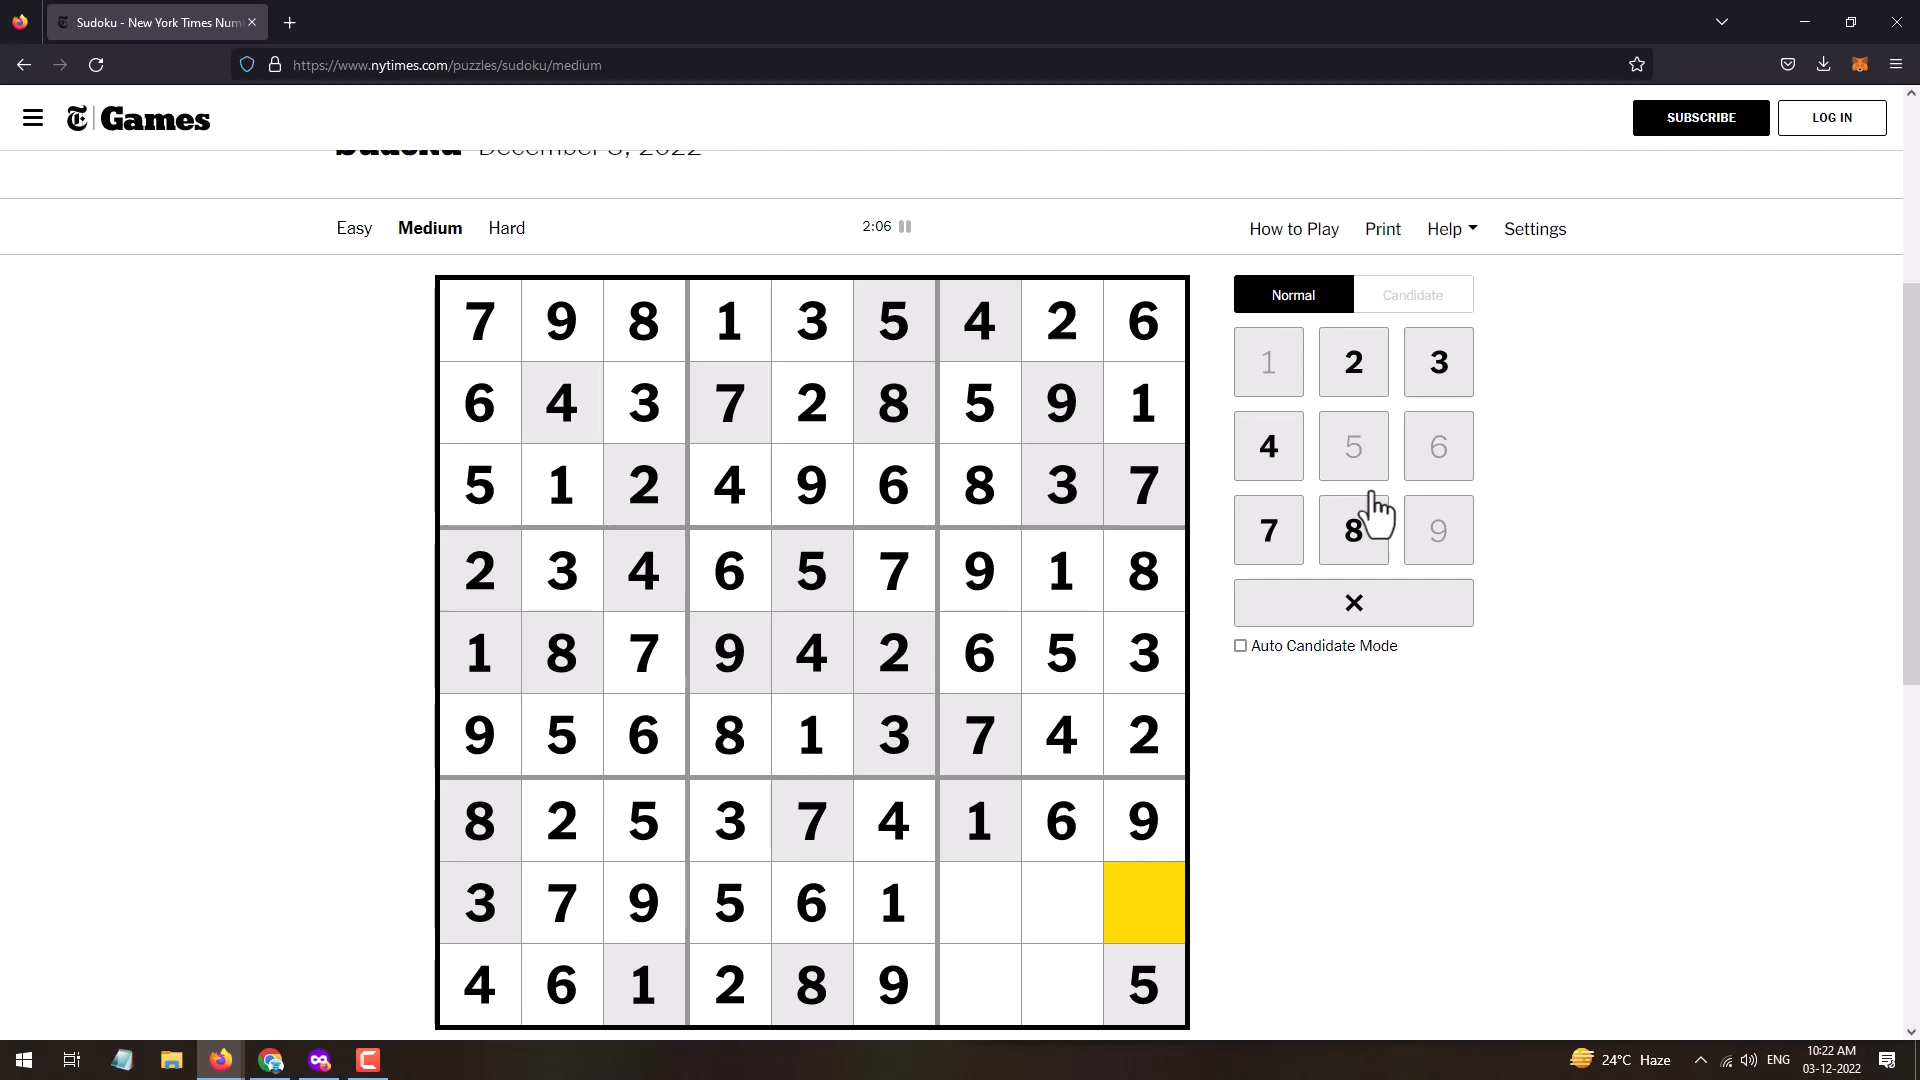 Sudoku - New York Times Num
https://www.nytimes.com/puzzles/sudoku/medium
T Games
SUBSCRIBE
LOG IN
Sudoku December 3, 2022
Easy Medium Hard
2:06
How to Play Print Help Settings
7 9 8 1 3 5 4 2 6
6 4 3 7 2 8 5 9 1
5 1 2 4 9 6 8 3 7
2 3 4 6 5 7 9 1 8
1 8 7 9 4 2 6 5 3
9 5 6 8 1 3 7 4 2
8 2 5 3 7 4 1 6 9
3 7 9 5 6 1
4 6 1 2 8 9 5
Normal Candidate
1 2 3
4 5 6
7 8 9
Auto Candidate Mode
24°C Haze
ENG
10:22 AM
03-12-2022